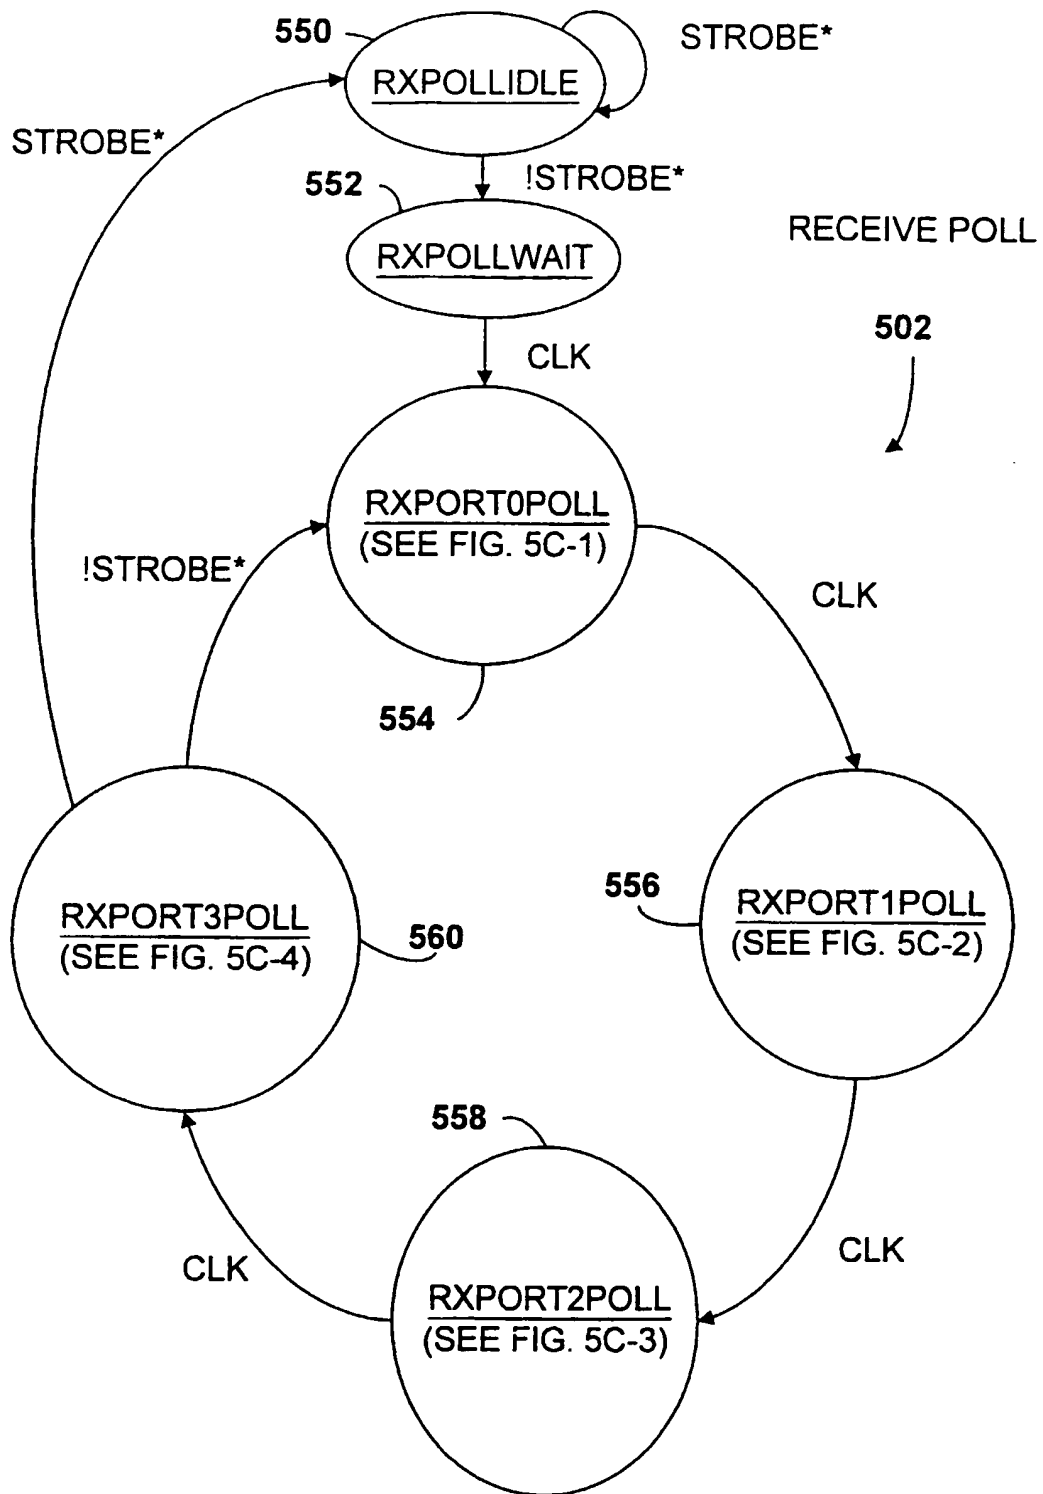 550
STROBE*
RXPOLLIDLE
STROBE*
!STROBE*
552
RXPOLLWAIT
RECEIVE POLL
502
CLK
RXPORT0POLL
(SEE FIG. 5C-1)
!STROBE*
CLK
554
RXPORT3POLL
(SEE FIG. 5C-4)
560
556
RXPORT1POLL
(SEE FIG. 5C-2)
558
CLK
CLK
RXPORT2POLL
(SEE FIG. 5C-3)